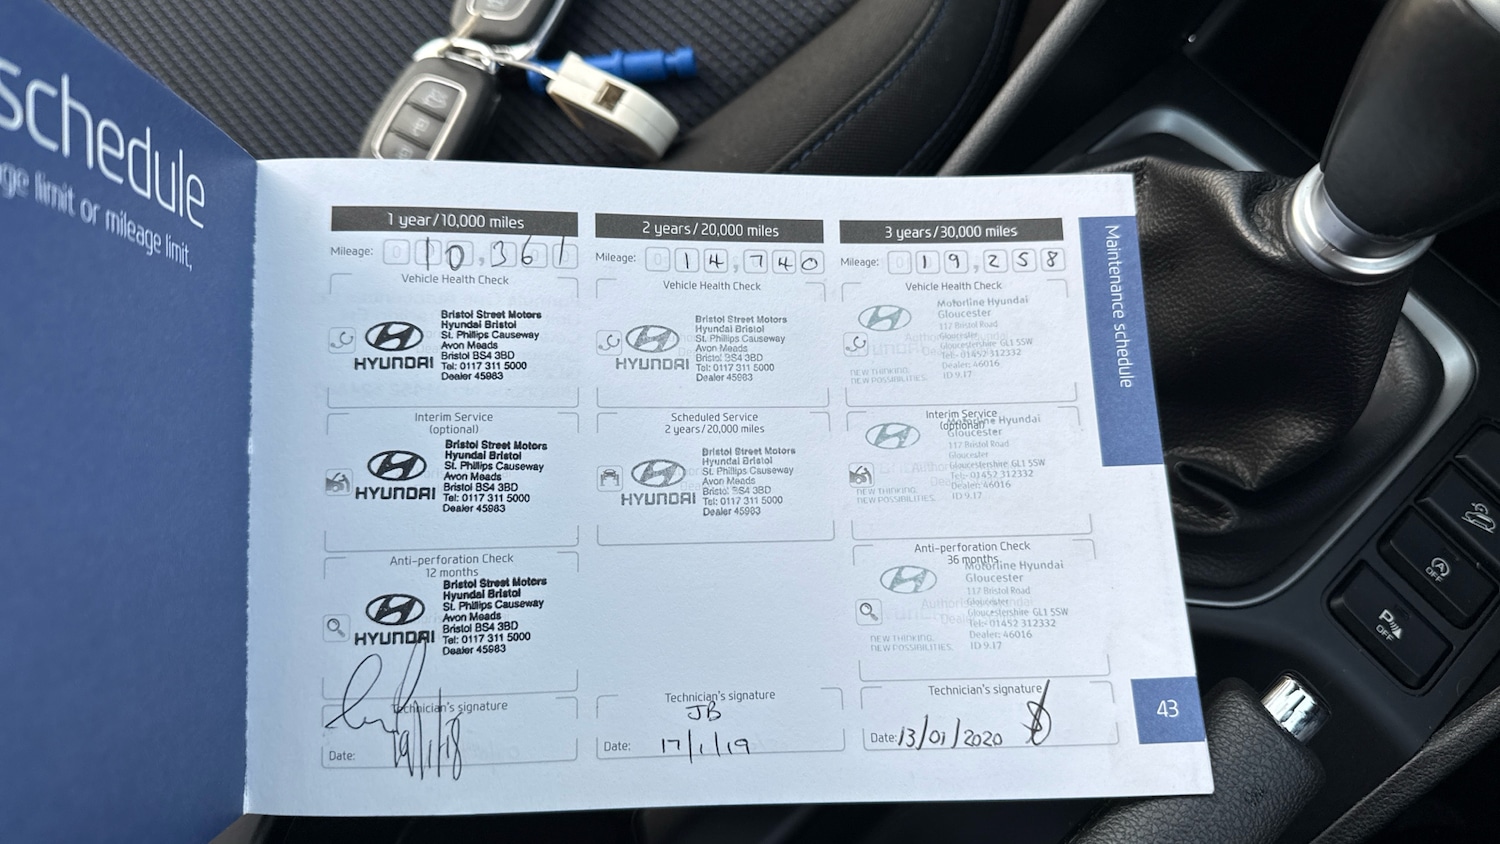 schedule
ge limit or mileage limit,
1 year/10,000 miles
Mileage: 10,361
Vehicle Health Check
HYUNDAI
Bristol Street Motors
Hyundai Bristol
St. Phillips Causeway
Avon Meads
Bristol BS4 3BD
Tel: 0117 311 5000
Dealer 45983
Interim Service
(optional)
HYUNDAI
Bristol Street Motors
Hyundai Bristol
St. Phillips Causeway
Avon Meads
Bristol BS4 3BD
Tel: 0117 311 5000
Dealer 45983
Anti-perforation Check
12 months
HYUNDAI
Bristol Street Motors
Hyundai Bristol
St. Phillips Causeway
Avon Meads
Bristol BS4 3BD
Tel: 0117 311 5000
Dealer 45983
Technician's signature
Date: 19/1/18
2 years/20,000 miles
Mileage: 014,740
Vehicle Health Check
HYUNDAI
Bristol Street Motors
Hyundai Bristol
St. Phillips Causeway
Avon Meads
Bristol BS4 3BD
Tel: 0117 311 5000
Dealer 45983
Scheduled Service
2 years/20,000 miles
HYUNDAI
Bristol Street Motors
Hyundai Bristol
St. Phillips Causeway
Avon Meads
Bristol BS4 3BD
Tel: 0117 311 5000
Dealer 45983
Technician's signature
JB
Date: 17/1/19
3 years/30,000 miles
Mileage: 019,258
Vehicle Health Check
Motorline Hyundai
Gloucester
117 Bristol Road
Gloucester
Gloucestershire GL1 5SW
Tel:- 01452 312332
Dealer: 46016
ID 9.17
NEW THINKING.
NEW POSSIBILITIES.
Interim Service
(optional)
Motorline Hyundai
Gloucester
117 Bristol Road
Gloucester
Gloucestershire GL1 5SW
Tel:- 01452 312332
Dealer: 46016
ID 9.17
NEW THINKING.
NEW POSSIBILITIES.
Anti-perforation Check
36 months
Motorline Hyundai
Gloucester
117 Bristol Road
Gloucester
Gloucestershire GL1 5SW
Tel:- 01452 312332
Dealer: 46016
ID 9.17
NEW THINKING.
NEW POSSIBILITIES.
Technician's signature
Date: 13/01/2020
Maintenance schedule
43
A
OFF
P
OFF